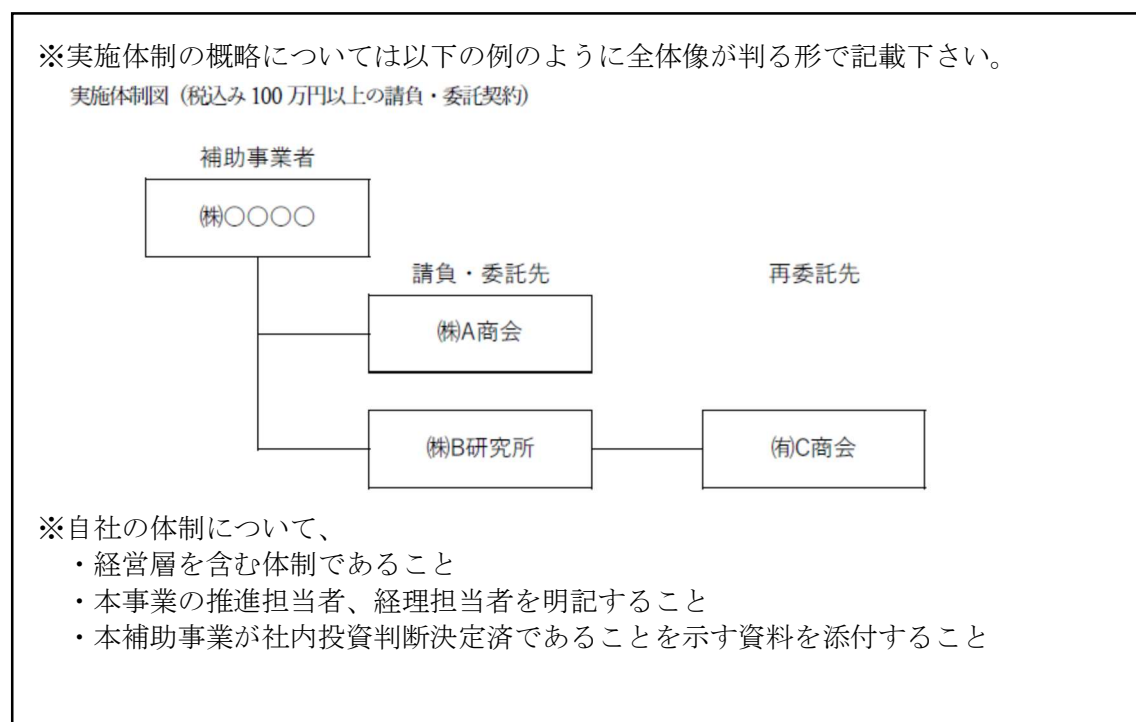 ※実施体制の概略については以下の例のように全体像が判る形で記載下さい。
実施体制図（税込み100万円以上の請負・委託契約）
補助事業者
㈱○○○○
請負・委託先
再委託先
㈱A商会
㈱B研究所
㈲C商会
※自社の体制について、
・経営層を含む体制であること
・本事業の推進担当者、経理担当者を明記すること
・本補助事業が社内投資判断決定済であることを示す資料を添付すること